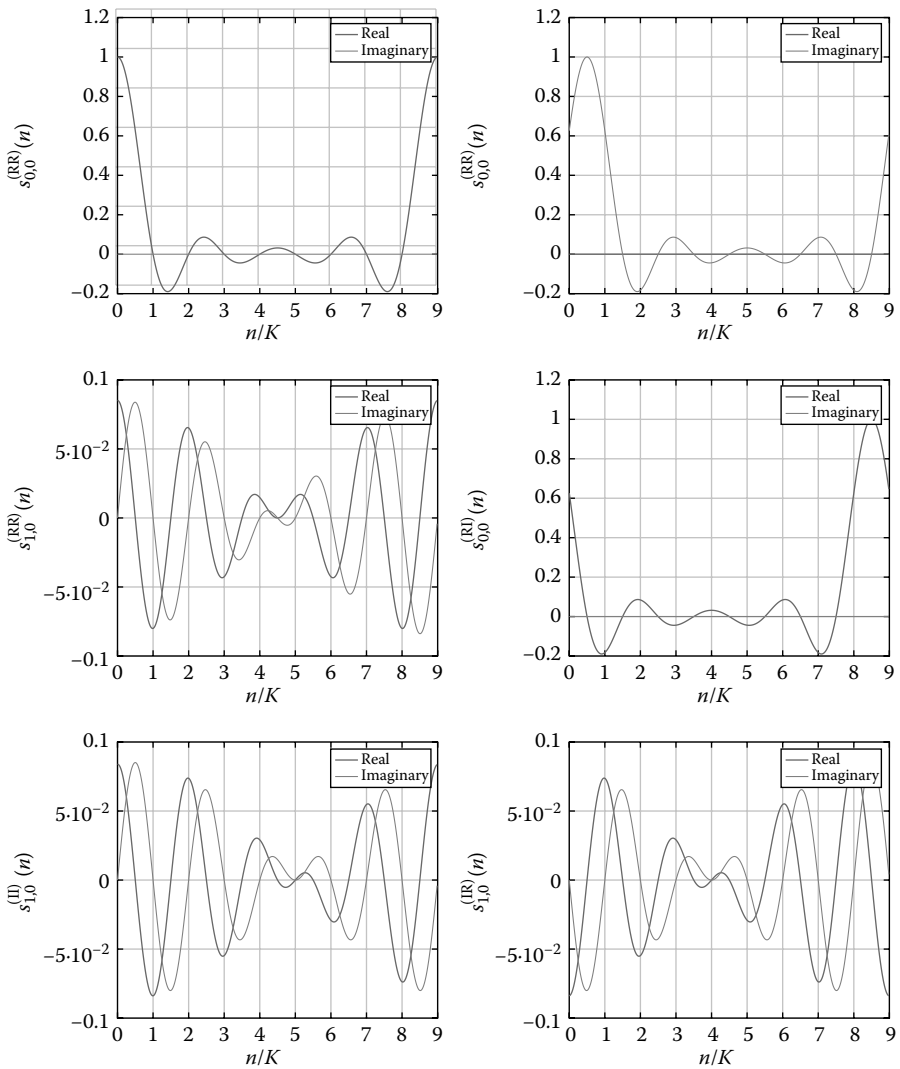 1.2
1
0.8
0.6
0.4
0.2
0
−0.2
s_{0,0}^{(RR)}(n)
Real
Imaginary
0 1 2 3 4 5 6 7 8 9
n/K
1.2
1
0.8
0.6
0.4
0.2
0
−0.2
s_{0,0}^{(RR)}(n)
Real
Imaginary
0 1 2 3 4 5 6 7 8 9
n/K
0.1
5·10⁻²
0
−5·10⁻²
−0.1
s_{1,0}^{(RR)}(n)
Real
Imaginary
0 1 2 3 4 5 6 7 8 9
n/K
1.2
1
0.8
0.6
0.4
0.2
0
−0.2
s_{0,0}^{(RI)}(n)
Real
Imaginary
0 1 2 3 4 5 6 7 8 9
n/K
0.1
5·10⁻²
0
−5·10⁻²
−0.1
s_{1,0}^{(II)}(n)
Real
Imaginary
0 1 2 3 4 5 6 7 8 9
n/K
0.1
5·10⁻²
0
−5·10⁻²
−0.1
s_{1,0}^{(IR)}(n)
Real
Imaginary
0 1 2 3 4 5 6 7 8 9
n/K